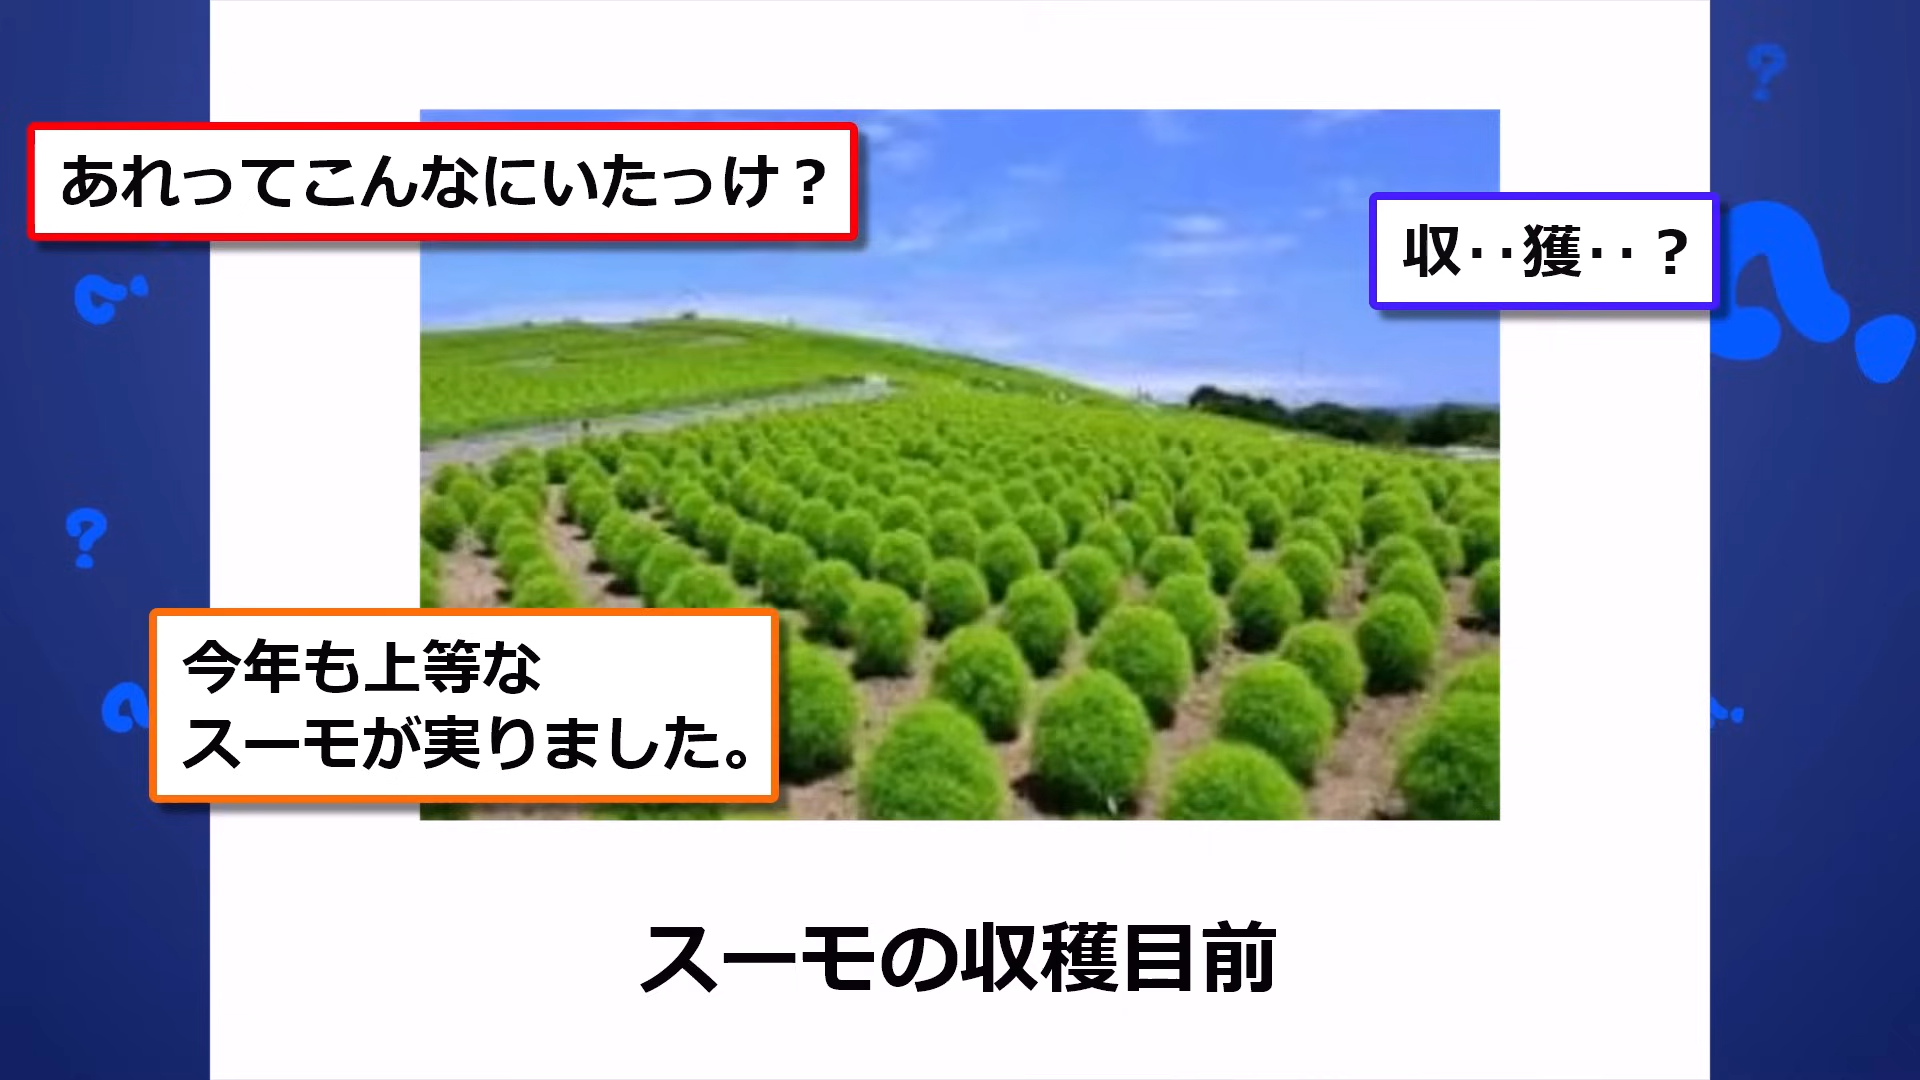 あれってこんなにいたっけ？
収‥獲‥？
今年も上等な
スーモが実りました。
スーモの収穫目前